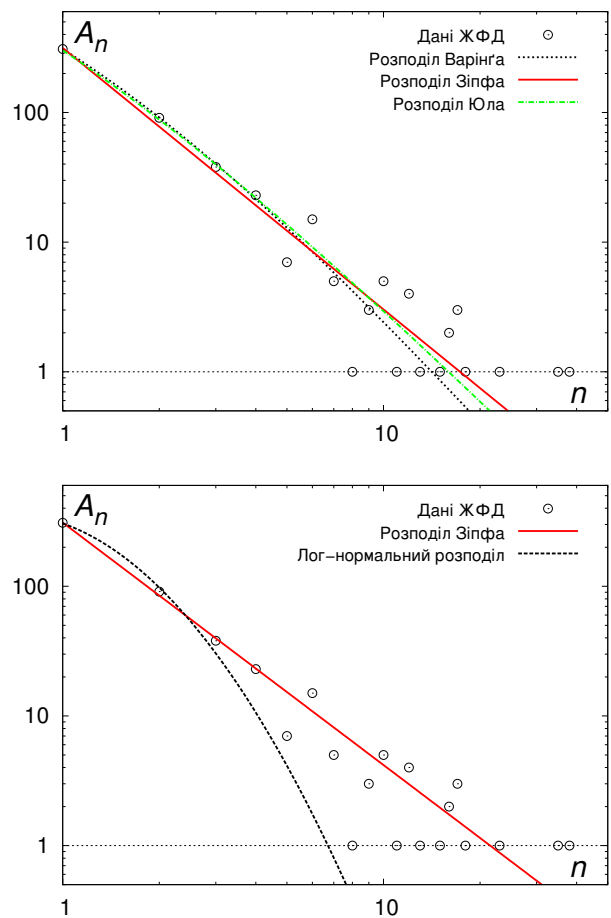 A_n
Дані ЖФД
Розподіл Варінґа
Розподіл Зіпфа
Розподіл Юла
100
10
1
n
1
10
A_n
Дані ЖФД
Розподіл Зіпфа
Лог–нормальний розподіл
100
10
1
n
1
10